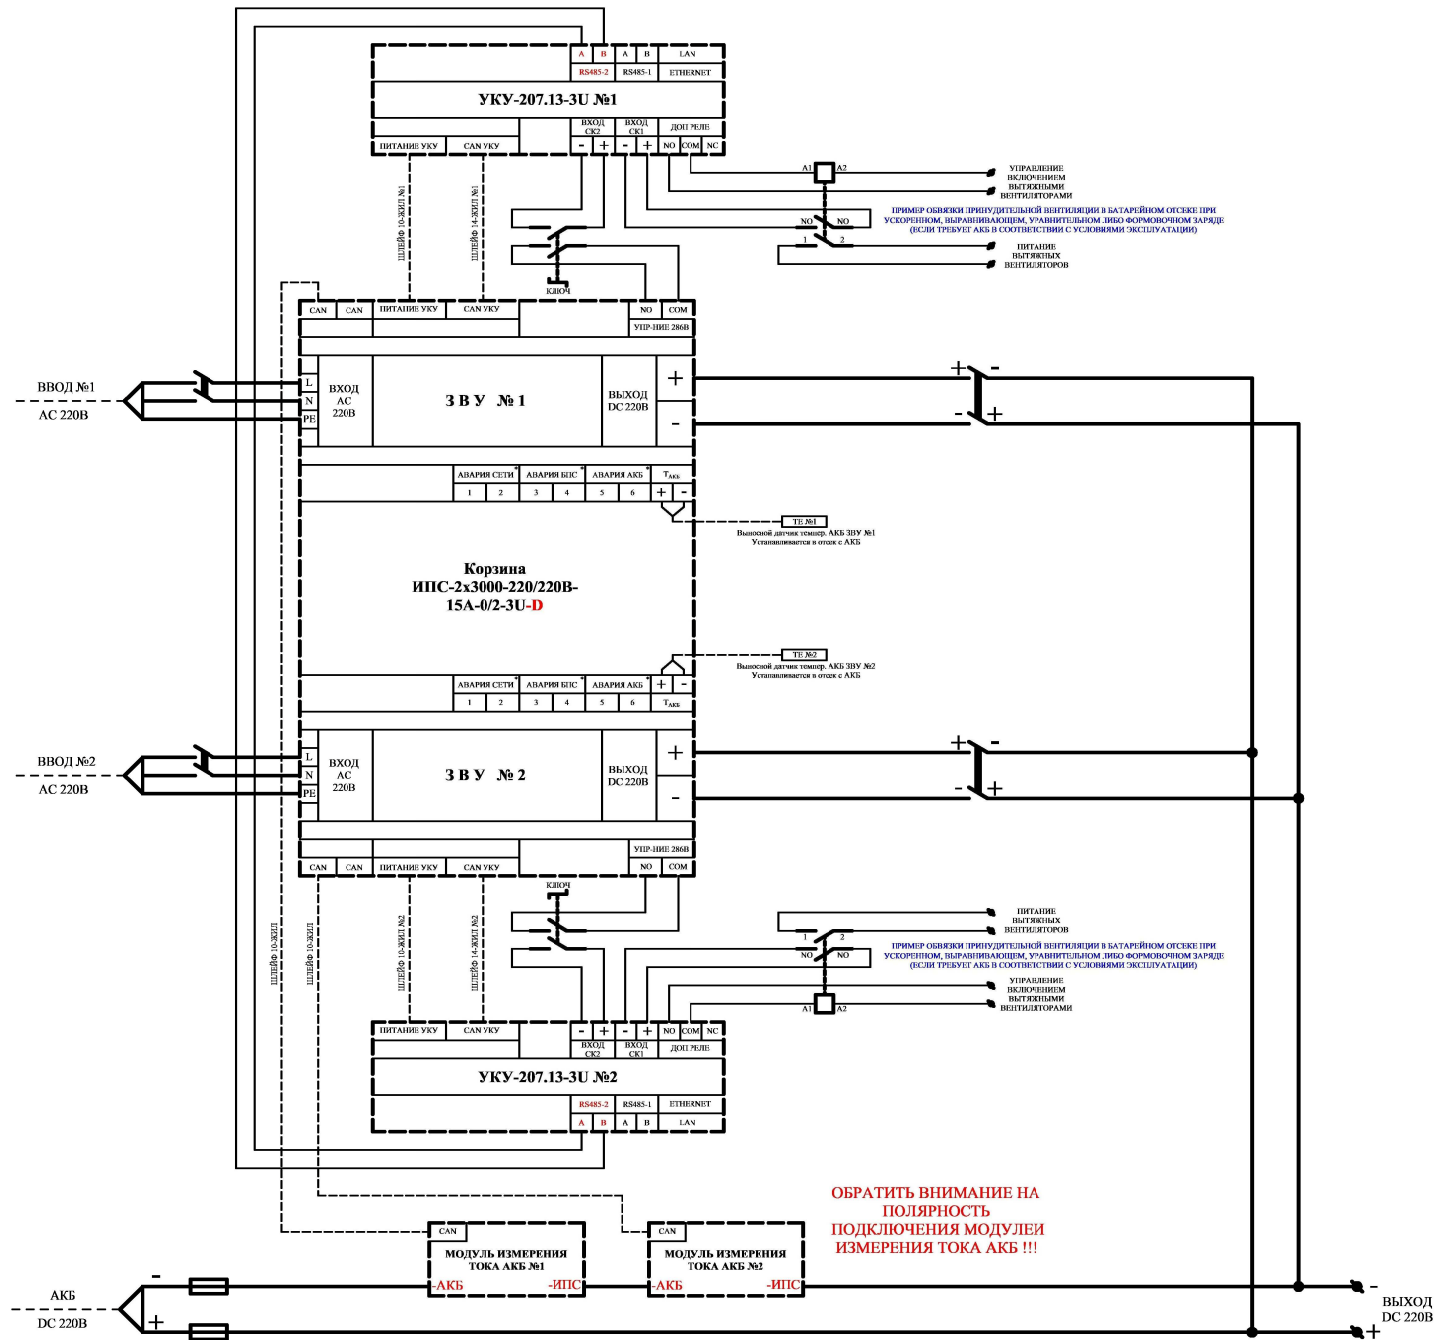 A B A B LAN
RS485-2 RS485-1 ETHERNET
УКУ-207.13-3U №1
ВХОД СК2 ВХОД СК1 ДОП РЕЛЕ
ПИТАНИЕ УКУ CAN УКУ - + - + NO COM NC
ШЛЕЙФ 10-ЖИЛ №1
ШЛЕЙФ 14-ЖИЛ №1
A1 A2
УПРАВЛЕНИЕ
ВКЛЮЧЕНИЕМ
ВЫТЯЖНЫМИ
ВЕНТИЛЯТОРАМИ
NO NO
ПРИМЕР ОБВЯЗКИ ПРИНУДИТЕЛЬНОЙ ВЕНТИЛЯЦИИ В БАТАРЕЙНОМ ОТСЕКЕ ПРИ
УСКОРЕННОМ, ВЫРАВНИВАЮЩЕМ, УРАВНИТЕЛЬНОМ ЛИБО ФОРМОВОЧНОМ ЗАРЯДЕ
(ЕСЛИ ТРЕБУЕТ АКБ В СООТВЕТСТВИИ С УСЛОВИЯМИ ЭКСПЛУАТАЦИИ)
1 2
ПИТАНИЕ
ВЫТЯЖНЫХ
ВЕНТИЛЯТОРОВ
КЛЮЧ
CAN CAN ПИТАНИЕ УКУ CAN УКУ NO COM
УПР-НИЕ 286В
ВВОД №1
AC 220В
L
N
PE
ВХОД
AC
220В
ЗВУ №1
ВЫХОД
DC 220В
+
-
+ -
- +
АВАРИЯ СЕТИ* АВАРИЯ БПС* АВАРИЯ АКБ* TАКБ
1 2 3 4 5 6 + -
ТЕ №1
Выносной датчик темпер. АКБ ЗВУ №1
Устанавливается в отсек с АКБ
Корзина
ИПС-2х3000-220/220В-
15А-0/2-3U-D
ТЕ №2
Выносной датчик темпер. АКБ ЗВУ №2
Устанавливается в отсек с АКБ
АВАРИЯ СЕТИ* АВАРИЯ БПС* АВАРИЯ АКБ* + -
1 2 3 4 5 6 TАКБ
ВВОД №2
AC 220В
L
N
PE
ВХОД
AC
220В
ЗВУ №2
ВЫХОД
DC 220В
+
-
+ -
- +
УПР-НИЕ 286В
CAN CAN ПИТАНИЕ УКУ CAN УКУ NO COM
КЛЮЧ
ШЛЕЙФ 10-ЖИЛ
ШЛЕЙФ 10-ЖИЛ
ШЛЕЙФ 10-ЖИЛ №2
ШЛЕЙФ 14-ЖИЛ №2
ПИТАНИЕ
ВЫТЯЖНЫХ
ВЕНТИЛЯТОРОВ
1 2
NO NO
ПРИМЕР ОБВЯЗКИ ПРИНУДИТЕЛЬНОЙ ВЕНТИЛЯЦИИ В БАТАРЕЙНОМ ОТСЕКЕ ПРИ
УСКОРЕННОМ, ВЫРАВНИВАЮЩЕМ, УРАВНИТЕЛЬНОМ ЛИБО ФОРМОВОЧНОМ ЗАРЯДЕ
(ЕСЛИ ТРЕБУЕТ АКБ В СООТВЕТСТВИИ С УСЛОВИЯМИ ЭКСПЛУАТАЦИИ)
УПРАВЛЕНИЕ
ВКЛЮЧЕНИЕМ
ВЫТЯЖНЫМИ
ВЕНТИЛЯТОРАМИ
A1 A2
ПИТАНИЕ УКУ CAN УКУ - + - + NO COM NC
ВХОД СК2 ВХОД СК1 ДОП РЕЛЕ
УКУ-207.13-3U №2
RS485-2 RS485-1 ETHERNET
A B A B LAN
ОБРАТИТЬ ВНИМАНИЕ НА
ПОЛЯРНОСТЬ
ПОДКЛЮЧЕНИЯ МОДУЛЕЙ
ИЗМЕРЕНИЯ ТОКА АКБ !!!
CAN
МОДУЛЬ ИЗМЕРЕНИЯ
ТОКА АКБ №1
-АКБ -ИПС
CAN
МОДУЛЬ ИЗМЕРЕНИЯ
ТОКА АКБ №2
-АКБ -ИПС
АКБ
DC 220В
-
+
-
ВЫХОД
DC 220В
+